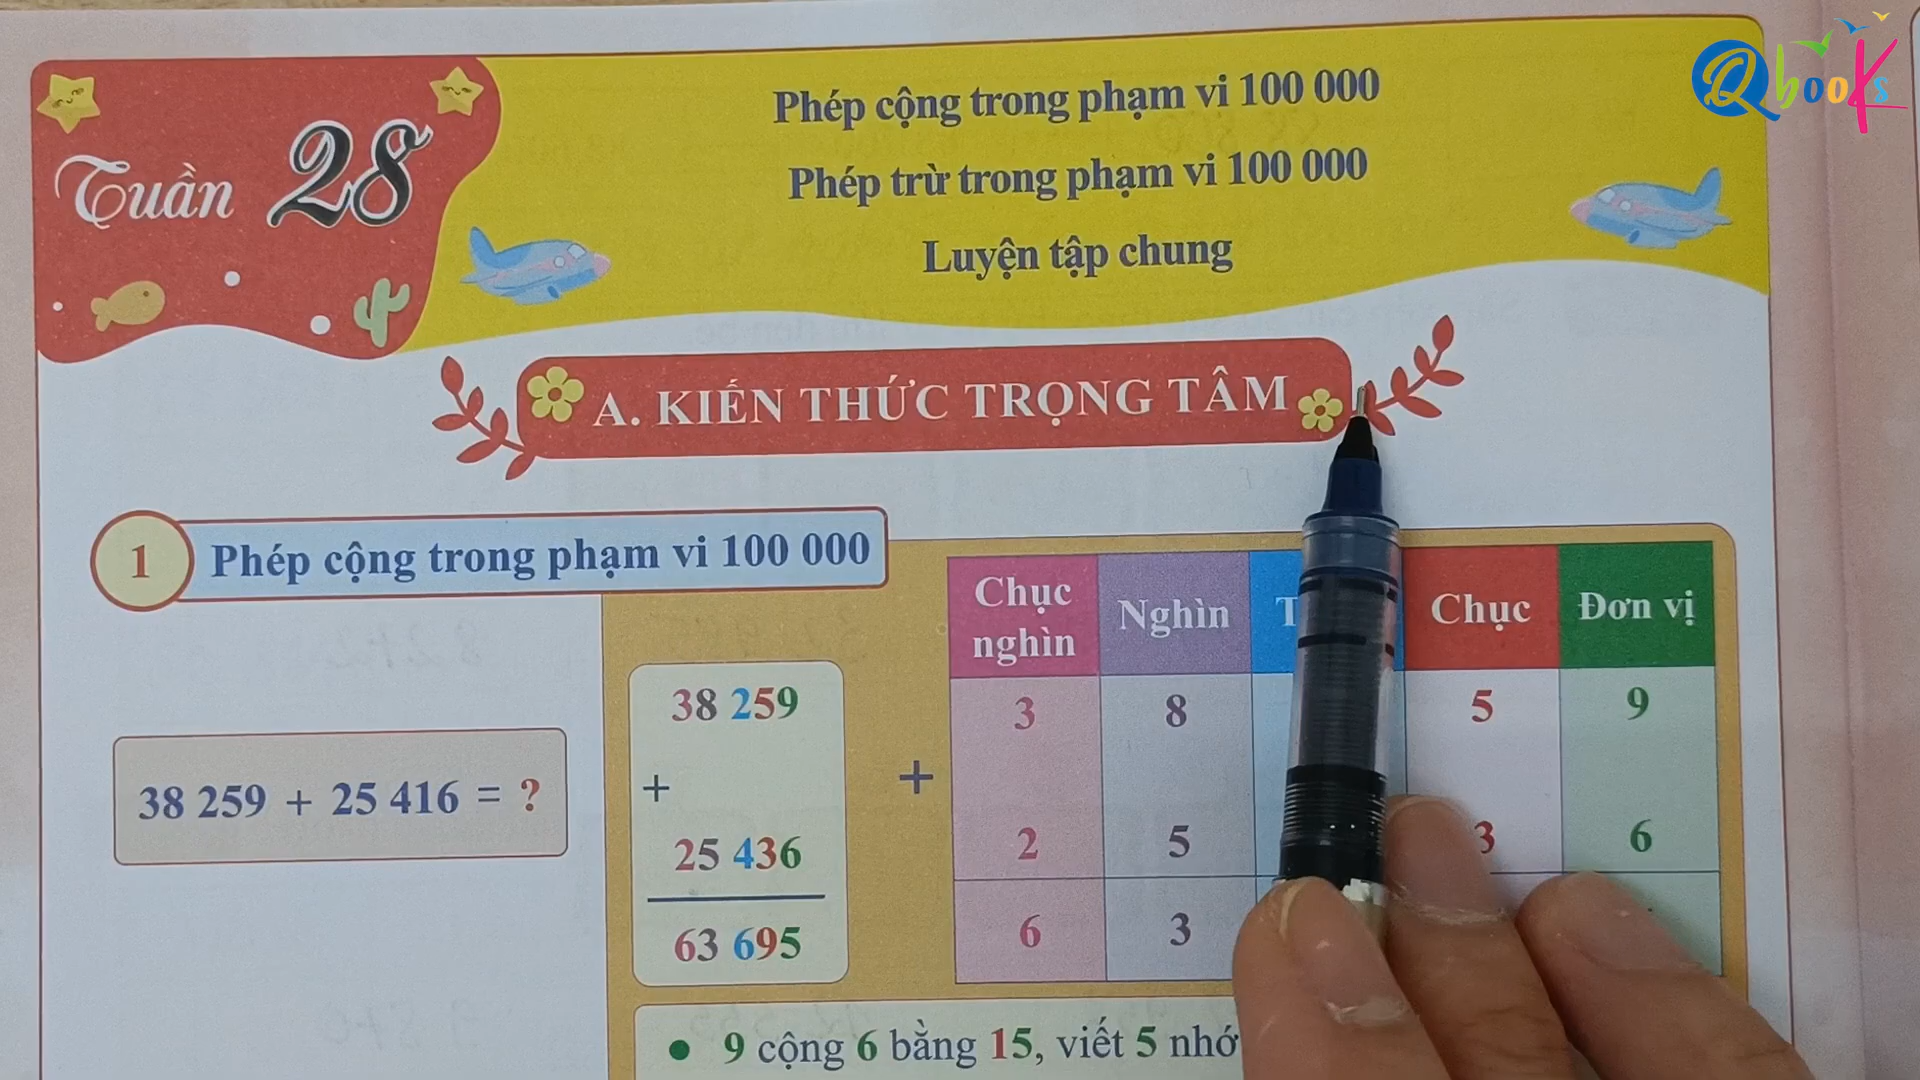 Qbooks
Tuần 28
Phép cộng trong phạm vi 100 000
Phép trừ trong phạm vi 100 000
Luyện tập chung
A. KIẾN THỨC TRỌNG TÂM
1 Phép cộng trong phạm vi 100 000
38 259 + 25 416 = ?
38 259
+
25 436
63 695
Chục nghìn Nghìn Chục Đơn vị
3 8 5 9
+
2 5 3 6
6 3
• 9 cộng 6 bằng 15, viết 5 nhớ